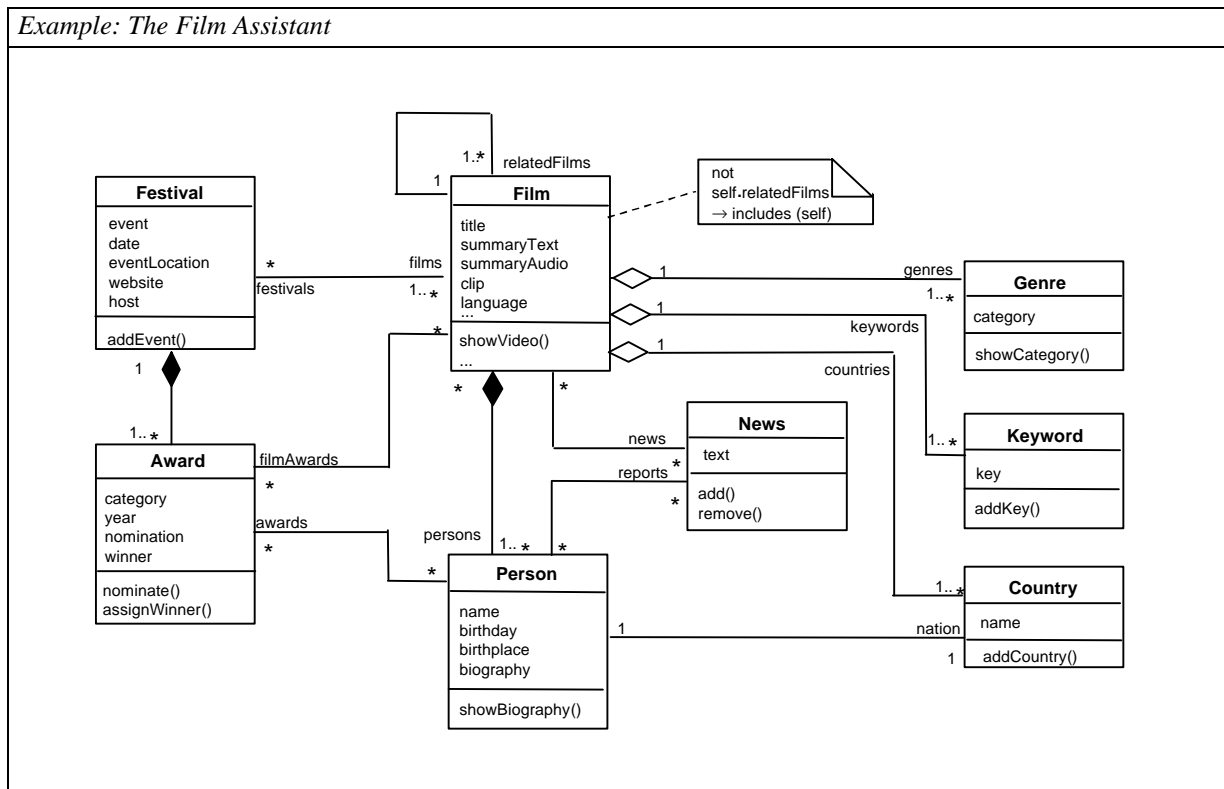 Example: The Film Assistant
1..*
relatedFilms
1
Festival
event
date
eventLocation
website
host
addEvent()
*
festivals
films
1..*
Film
title
summaryText
summaryAudio
clip
language
...
showVideo()
...
not
self.relatedFilms
→ includes (self)
1
genres
1..*
Genre
category
showCategory()
1
keywords
1..*
Keyword
key
addKey()
1
countries
1..*
1
1..*
*
*
*
Award
category
year
nomination
winner
nominate()
assignWinner()
filmAwards
*
awards
*
*
news
*
reports
*
News
text
add()
remove()
persons
1..*
*
Person
name
birthday
birthplace
biography
showBiography()
1
nation
1
Country
name
addCountry()